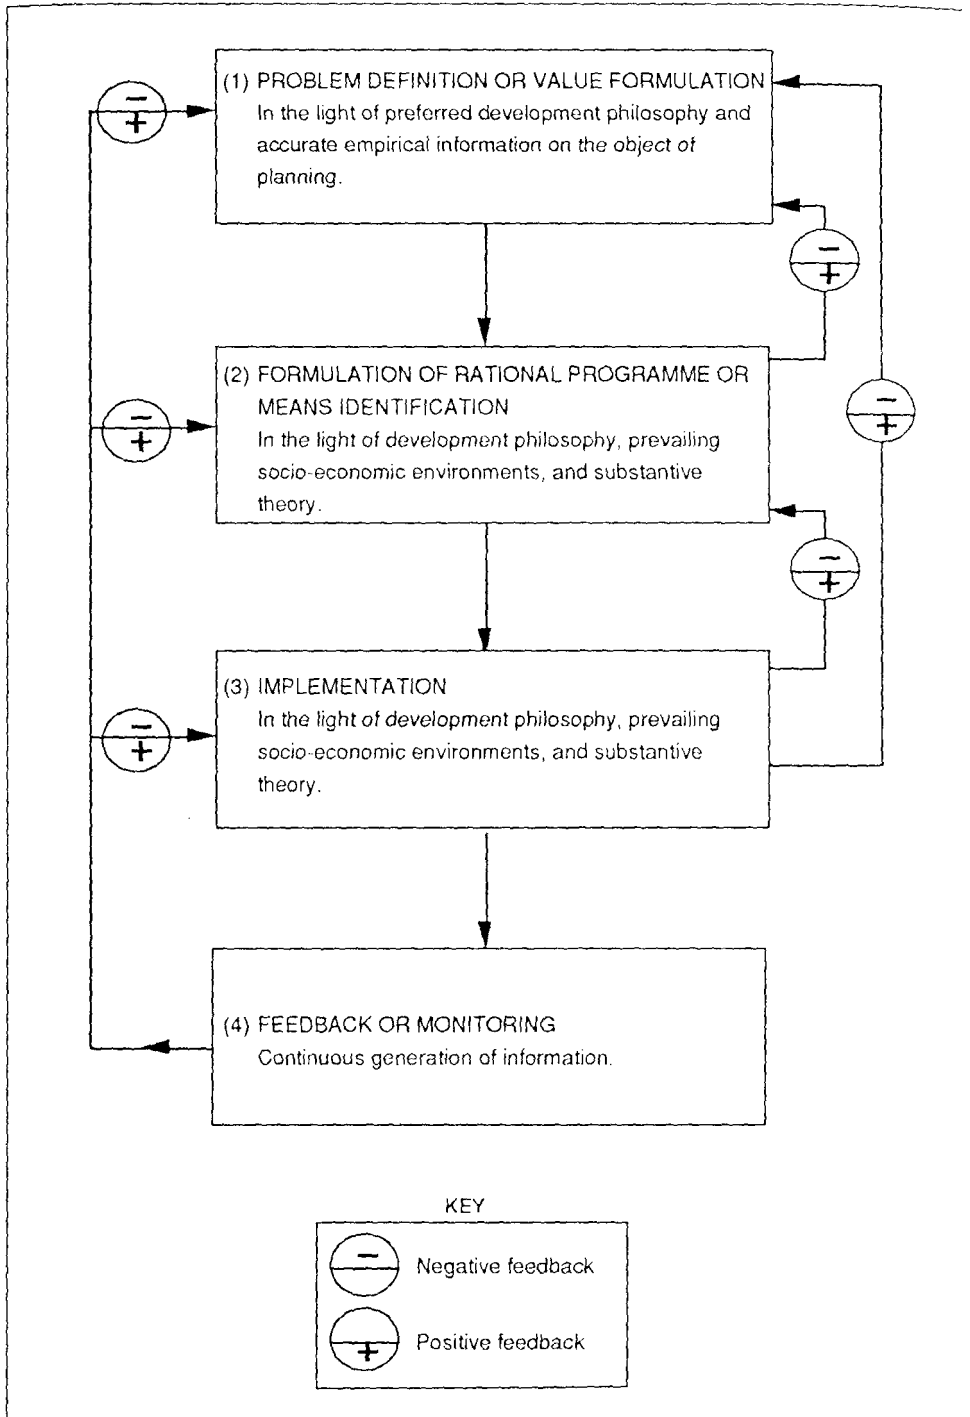 (1) PROBLEM DEFINITION OR VALUE FORMULATION
In the light of preferred development philosophy and
accurate empirical information on the object of
planning.
(2) FORMULATION OF RATIONAL PROGRAMME OR
MEANS IDENTIFICATION
In the light of development philosophy, prevailing
socio-economic environments, and substantive
theory.
(3) IMPLEMENTATION
In the light of development philosophy, prevailing
socio-economic environments, and substantive
theory.
(4) FEEDBACK OR MONITORING
Continuous generation of information.
KEY
Negative feedback
Positive feedback